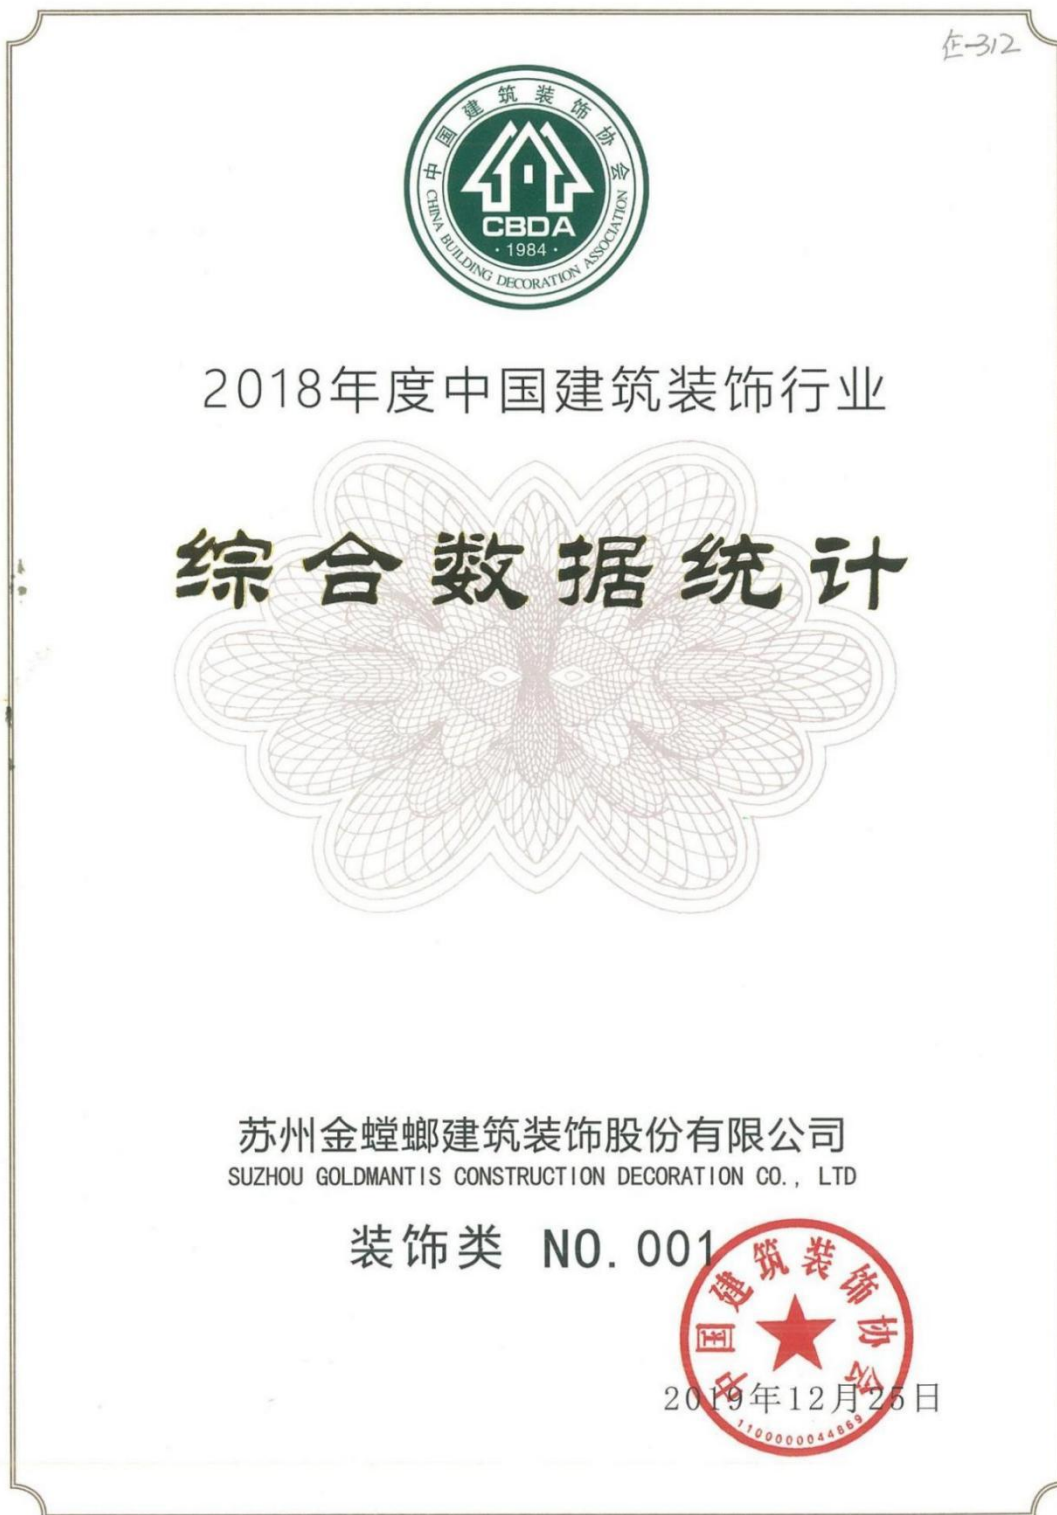 企-312
中国建筑装饰协会
CBDA
·1984·
CHINA BUILDING DECORATION ASSOCIATION
2018年度中国建筑装饰行业
综合数据统计
苏州金螳螂建筑装饰股份有限公司
SUZHOU GOLDMANTIS CONSTRUCTION DECORATION CO., LTD
装饰类 NO.001
中国建筑装饰协会
2019年12月25日
1100000044869